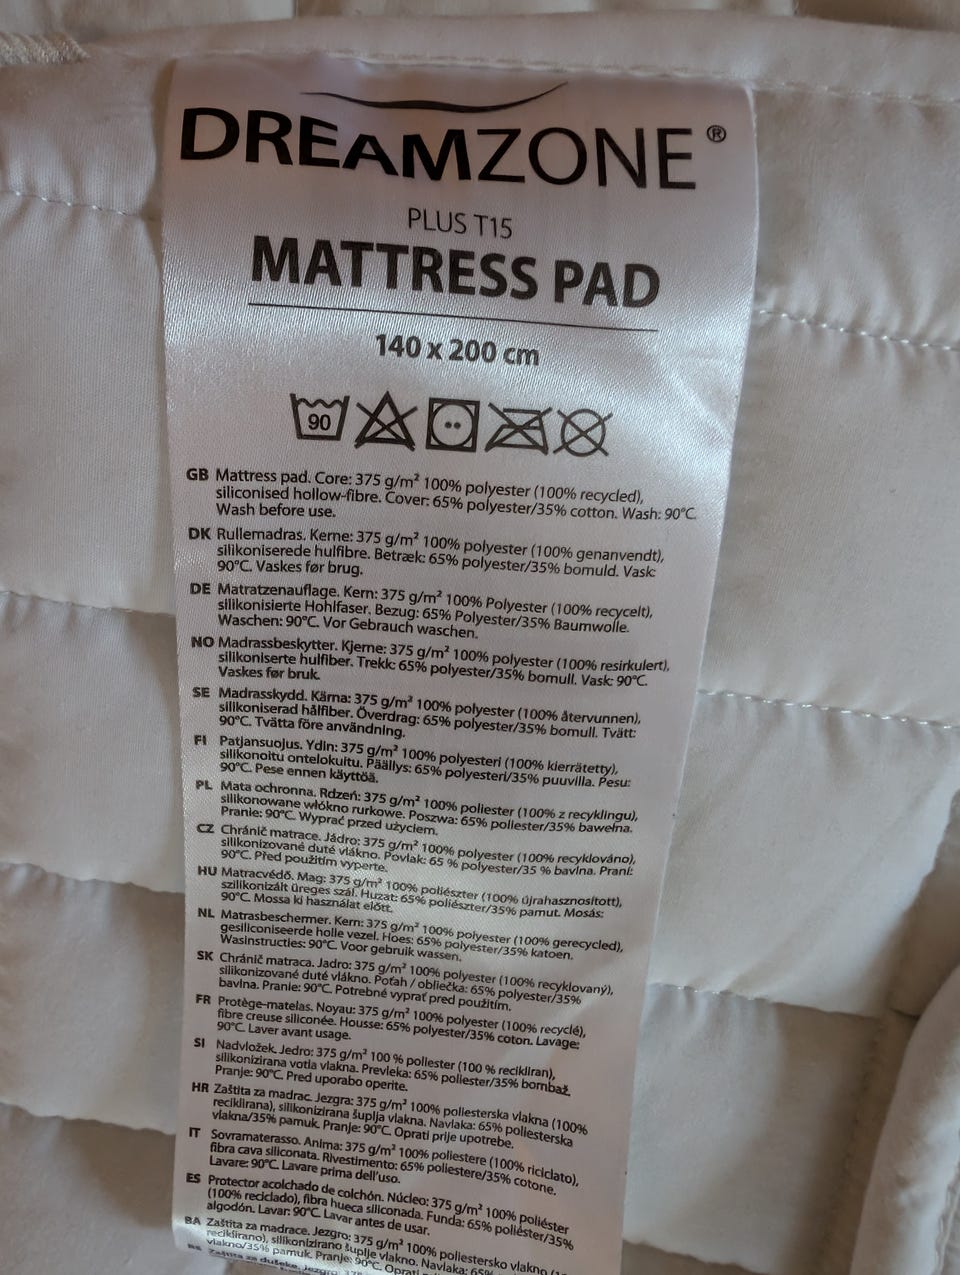 DREAMZONE®
PLUS T15
MATTRESS PAD
140 x 200 cm
90
GB Mattress pad. Core: 375 g/m² 100% polyester (100% recycled),
siliconised hollow-fibre. Cover: 65% polyester/35% cotton. Wash: 90°C.
Wash before use.
DK Rullemadras. Kerne: 375 g/m² 100% polyester (100% genanvendt),
silikoniserede hulfibre. Betræk: 65% polyester/35% bomuld. Vask:
90°C. Vaskes før brug.
DE Matratzenauflage. Kern: 375 g/m² 100% Polyester (100% recycelt),
silikonisierte Hohlfaser. Bezug: 65% Polyester/35% Baumwolle.
Waschen: 90°C. Vor Gebrauch waschen.
NO Madrassbeskytter. Kjerne: 375 g/m² 100% polyester (100% resirkulert),
silikoniserte hulfiber. Trekk: 65% polyester/35% bomull. Vask: 90°C.
Vaskes før bruk.
SE Madrasskydd. Kärna: 375 g/m² 100% polyester (100% återvunnen),
silikoniserad hålfiber. Överdrag: 65% polyester/35% bomull. Tvätt:
90°C. Tvätta före användning.
FI Patjansuojus. Ydin: 375 g/m² 100% polyesteri (100% kierrätetty),
silikonoitu ontelokuitu. Päällys: 65% polyesteri/35% puuvilla. Pesu:
90°C. Pese ennen käyttöä.
PL Mata ochronna. Rdzeń: 375 g/m² 100% poliester (100% z recyklingu),
silikonowane włókno rurkowe. Poszwa: 65% poliester/35% bawełna.
Pranie: 90°C. Wyprać przed użyciem.
CZ Chránič matrace. Jádro: 375 g/m² 100% polyester (100% recyklováno),
silikonizované duté vlákno. Povlak: 65 % polyester/35 % bavlna. Praní:
90°C. Před použitím vyperte.
HU Matracvédő. Mag: 375 g/m² 100% poliészter (100% újrahasznosított),
szilikonizált üreges szál. Huzat: 65% poliészter/35% pamut. Mosás:
90°C. Mossa ki használat előtt.
NL Matrasbeschermer. Kern: 375 g/m² 100% polyester (100% gerecycled),
gesiliconiseerde holle vezel. Hoes: 65% polyester/35% katoen.
Wasinstructies: 90°C. Voor gebruik wassen.
SK Chránič matraca. Jadro: 375 g/m² 100% polyester (100% recyklovaný),
silikonizované duté vlákno. Poťah / obliečka: 65% polyester/35%
bavlna. Pranie: 90°C. Potrebné vyprať pred použitím.
FR Protège-matelas. Noyau: 375 g/m² 100% polyester (100% recyclé),
fibre creuse siliconée. Housse: 65% polyester/35% coton. Lavage:
90°C. Laver avant usage.
SI Nadvložek. Jedro: 375 g/m² 100 % poliester (100 % recikliran),
silikonizirana votla vlakna. Prevleka: 65% poliester/35% bombaž.
Pranje: 90°C. Pred uporabo operite.
HR Zaštita za madrac. Jezgra: 375 g/m² 100% poliesterska vlakna (100%
reciklirana), silikonizirana šuplja vlakna. Navlaka: 65% poliesterska
vlakna/35% pamuk. Pranje: 90°C. Oprati prije upotrebe.
IT Sovramaterasso. Anima: 375 g/m² 100% poliestere (100% riciclato),
fibra cava siliconata. Rivestimento: 65% poliestere/35% cotone.
Lavare: 90°C. Lavare prima dell'uso.
ES Protector acolchado de colchón. Núcleo: 375 g/m² 100% poliéster
(100% reciclado), fibra hueca siliconada. Funda: 65% poliéster/35%
algodón. Lavar: 90°C. Lavar antes de usar.
BA Zaštita za madrace. Jezgro: 375 g/m² 100% poliestersko vlakno
reciklirano), silikonizirano šuplje vlakno. Navlaka: 65%
vlakno/35% pamuk. Pranje: 90°C. Oprati
Zaštita za dušeke.